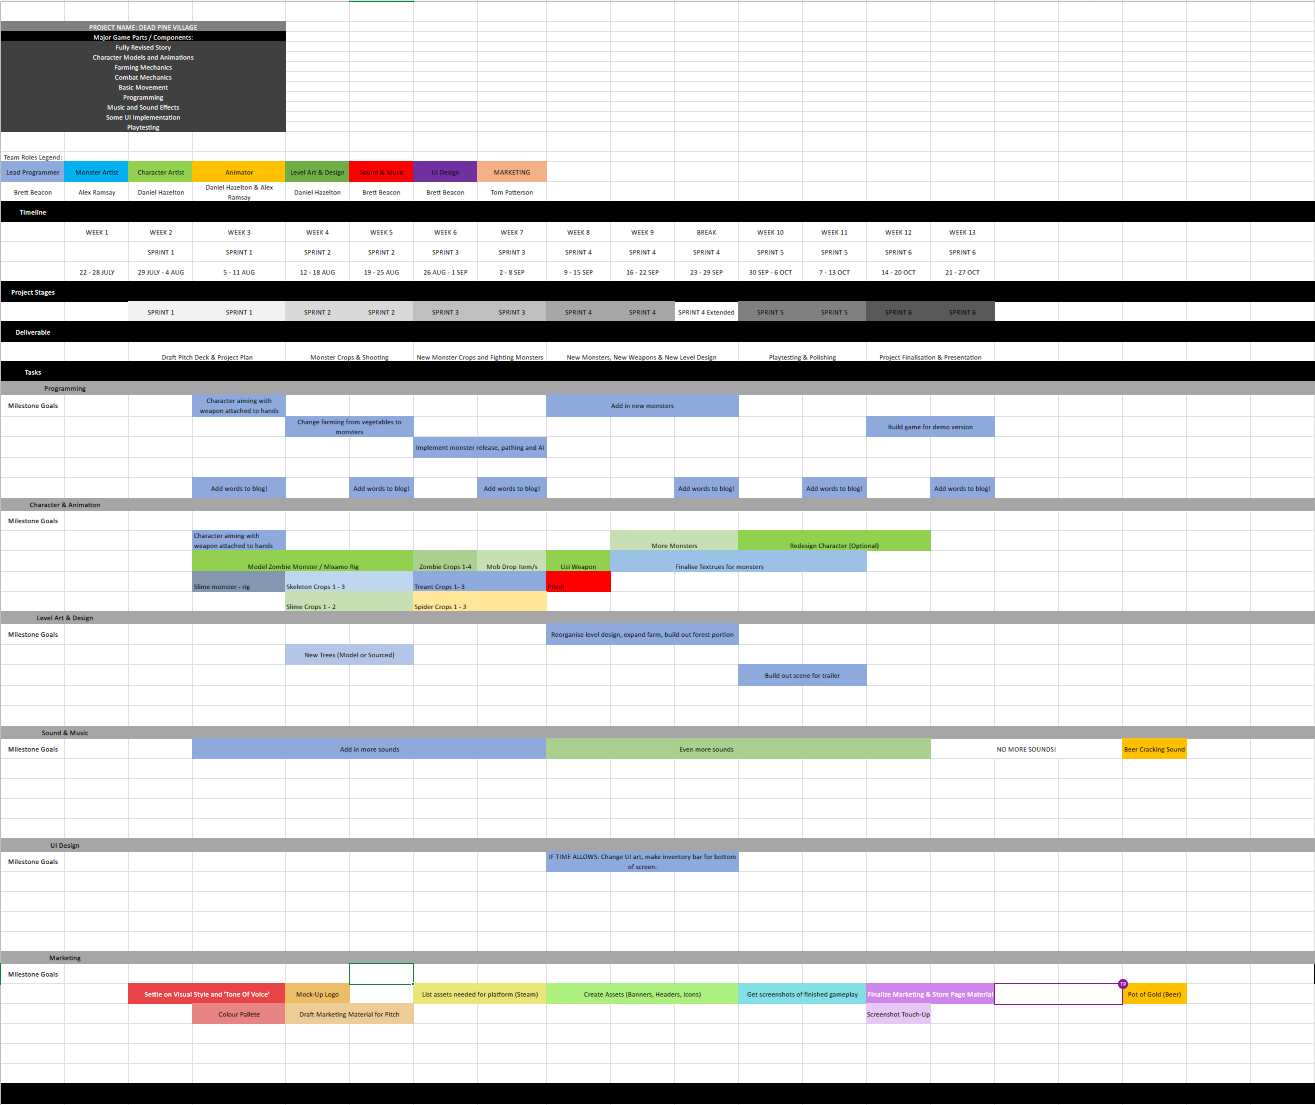 PROJECT NAME: DEAD PINE VILLAGE
Major Game Parts / Components:
Fully Revised Story
Character Models and Animations
Farming Mechanics
Combat Mechanics
Basic Movement
Programming
Music and Sound Effects
Some UI Implementation
Playtesting
Team Roles Legend:
Lead Programmer Monster Artist Character Artist Animator Level Art & Design Sound & Music UI Design MARKETING
Brett Beacon Alex Ramsay Daniel Hazelton Daniel Hazelton & Alex Ramsay Daniel Hazelton Brett Beacon Brett Beacon Tom Patterson
Timeline
WEEK 1 WEEK 2 WEEK 3 WEEK 4 WEEK 5 WEEK 6 WEEK 7 WEEK 8 WEEK 9 BREAK WEEK 10 WEEK 11 WEEK 12 WEEK 13
SPRINT 1 SPRINT 1 SPRINT 2 SPRINT 2 SPRINT 3 SPRINT 3 SPRINT 4 SPRINT 4 SPRINT 4 SPRINT 5 SPRINT 5 SPRINT 6 SPRINT 6
22 - 28 JULY 29 JULY - 4 AUG 5 - 11 AUG 12 - 18 AUG 19 - 25 AUG 26 AUG - 1 SEP 2 - 8 SEP 9 - 15 SEP 16 - 22 SEP 23 - 29 SEP 30 SEP - 6 OCT 7 - 13 OCT 14 - 20 OCT 21 - 27 OCT
Project Stages
SPRINT 1 SPRINT 1 SPRINT 2 SPRINT 2 SPRINT 3 SPRINT 3 SPRINT 4 SPRINT 4 SPRINT 4 Extended SPRINT 5 SPRINT 5 SPRINT 6 SPRINT 6
Deliverable
Draft Pitch Deck & Project Plan Monster Crops & Shooting New Monster Crops and Fighting Monsters New Monsters, New Weapons & New Level Design Playtesting & Polishing Project Finalisation & Presentation
Tasks
Programming
Milestone Goals Character aiming with weapon attached to hands Add in new monsters
Change farming from vegetables to monsters Build game for demo version
Implement monster release, pathing and AI
Add words to blog! Add words to blog! Add words to blog! Add words to blog! Add words to blog! Add words to blog!
Character & Animation
Milestone Goals
Character aiming with weapon attached to hands More Monsters Redesign Character (Optional)
Model Zombie Monster / Mixamo Rig Zombie Crops 1-4 Mob Drop Item/s Uzi Weapon Finalise Textrues for monsters
Slime monster - rig Skeleton Crops 1 - 3 Treant Crops 1- 3
Slime Crops 1 - 2 Spider Crops 1 - 3
Level Art & Design
Milestone Goals Reorganise level design, expand farm, build out forest portion
New Trees (Model or Sourced)
Build out scene for trailer
Sound & Music
Milestone Goals Add in more sounds Even more sounds NO MORE SOUNDS! Beer Cracking Sound
UI Design
Milestone Goals IF TIME ALLOWS: Change UI art, make inventory bar for bottom of screen.
Marketing
Milestone Goals
Settle on Visual Style and 'Tone Of Voice' Mock-Up Logo List assets needed for platform (Steam) Create Assets (Banners, Headers, Icons) Get screenshots of finished gameplay Finalize Marketing & Store Page Material TP Pot of Gold (Beer)
Colour Pallete Draft Marketing Material for Pitch Screenshot Touch-Up